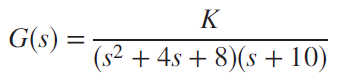 G(s) = K / ((s² + 4s + 8)(s + 10))